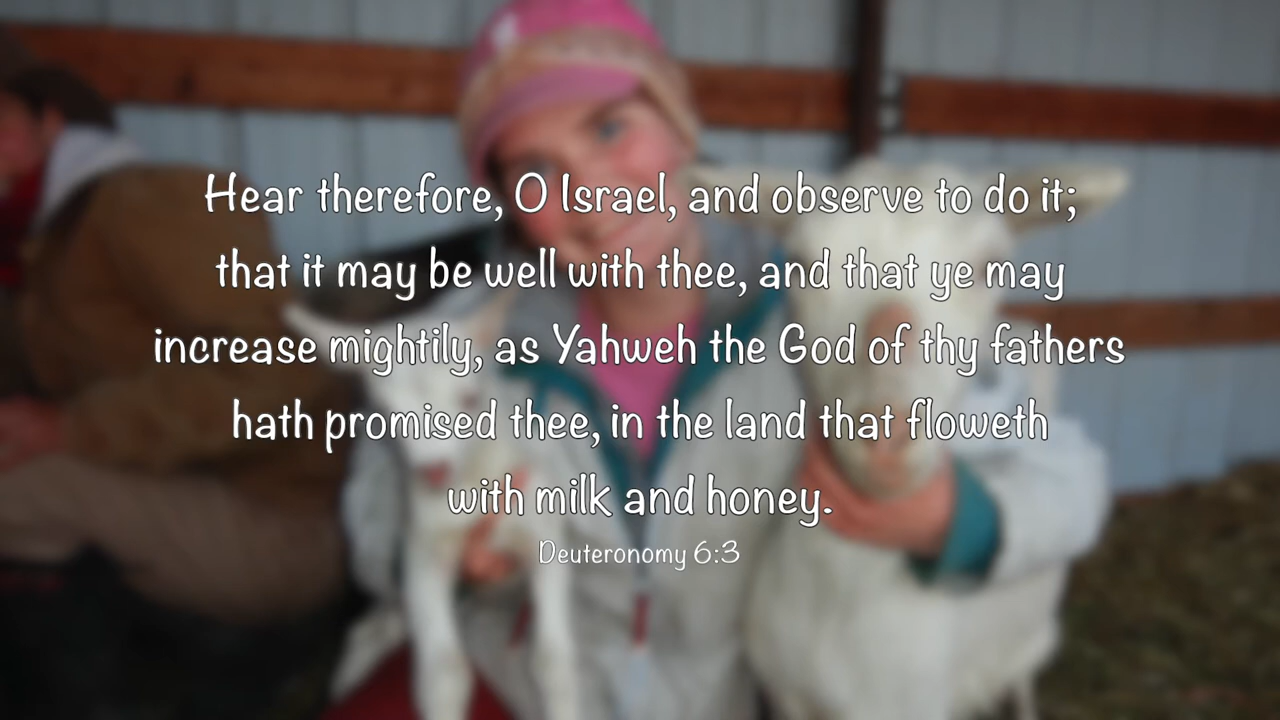 Hear therefore, O Israel, and observe to do it;
that it may be well with thee, and that ye may
increase mightily, as Yahweh the God of thy fathers
hath promised thee, in the land that floweth
with milk and honey.
Deuteronomy 6:3